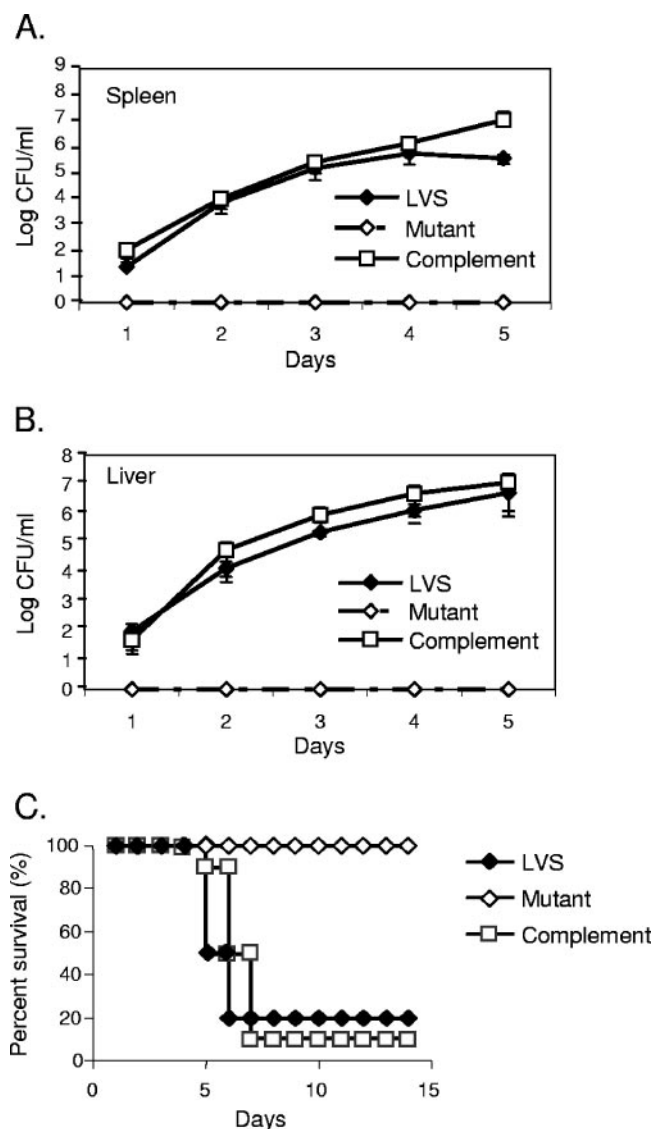 A.
Spleen
Log CFU/ml
9
8
7
6
5
4
3
2
1
0
LVS
Mutant
Complement
1 2 3 4 5
Days
B.
Liver
Log CFU/ml
8
7
6
5
4
3
2
1
0
LVS
Mutant
Complement
1 2 3 4 5
Days
C.
Percent survival (%)
100
80
60
40
20
0
0 5 10 15
Days
LVS
Mutant
Complement